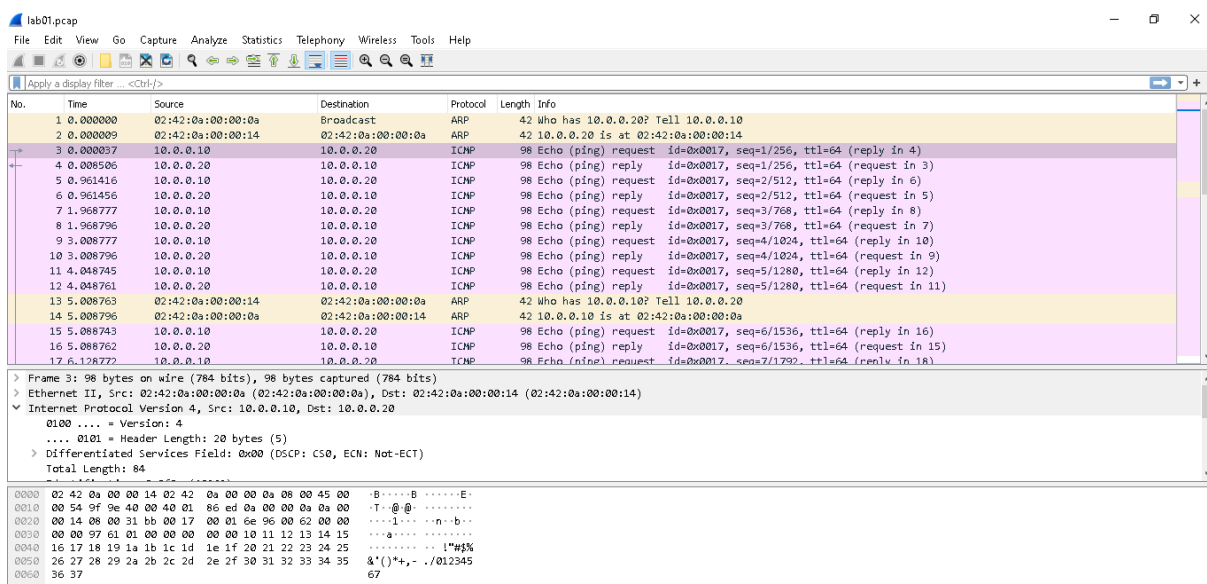 lab01.pcap
File Edit View Go Capture Analyze Statistics Telephony Wireless Tools Help
Apply a display filter ... <Ctrl-/>
No. Time Source Destination Protocol Length Info
1 0.000000 02:42:0a:00:00:0a Broadcast ARP 42 Who has 10.0.0.20? Tell 10.0.0.10
2 0.000009 02:42:0a:00:00:14 02:42:0a:00:00:0a ARP 42 10.0.0.20 is at 02:42:0a:00:00:14
3 0.000037 10.0.0.10 10.0.0.20 ICMP 98 Echo (ping) request id=0x0017, seq=1/256, ttl=64 (reply in 4)
4 0.008506 10.0.0.20 10.0.0.10 ICMP 98 Echo (ping) reply id=0x0017, seq=1/256, ttl=64 (request in 3)
5 0.961416 10.0.0.10 10.0.0.20 ICMP 98 Echo (ping) request id=0x0017, seq=2/512, ttl=64 (reply in 6)
6 0.961456 10.0.0.20 10.0.0.10 ICMP 98 Echo (ping) reply id=0x0017, seq=2/512, ttl=64 (request in 5)
7 1.968777 10.0.0.10 10.0.0.20 ICMP 98 Echo (ping) request id=0x0017, seq=3/768, ttl=64 (reply in 8)
8 1.968796 10.0.0.20 10.0.0.10 ICMP 98 Echo (ping) reply id=0x0017, seq=3/768, ttl=64 (request in 7)
9 3.008777 10.0.0.10 10.0.0.20 ICMP 98 Echo (ping) request id=0x0017, seq=4/1024, ttl=64 (reply in 10)
10 3.008796 10.0.0.20 10.0.0.10 ICMP 98 Echo (ping) reply id=0x0017, seq=4/1024, ttl=64 (request in 9)
11 4.048745 10.0.0.10 10.0.0.20 ICMP 98 Echo (ping) request id=0x0017, seq=5/1280, ttl=64 (reply in 12)
12 4.048761 10.0.0.20 10.0.0.10 ICMP 98 Echo (ping) reply id=0x0017, seq=5/1280, ttl=64 (request in 11)
13 5.008763 02:42:0a:00:00:14 02:42:0a:00:00:0a ARP 42 Who has 10.0.0.10? Tell 10.0.0.20
14 5.008796 02:42:0a:00:00:0a 02:42:0a:00:00:14 ARP 42 10.0.0.10 is at 02:42:0a:00:00:0a
15 5.088743 10.0.0.10 10.0.0.20 ICMP 98 Echo (ping) request id=0x0017, seq=6/1536, ttl=64 (reply in 16)
16 5.088762 10.0.0.20 10.0.0.10 ICMP 98 Echo (ping) reply id=0x0017, seq=6/1536, ttl=64 (request in 15)
17 6.128772 10.0.0.10 10.0.0.20 ICMP 98 Echo (ping) request id=0x0017, seq=7/1792, ttl=64 (reply in 18)
Frame 3: 98 bytes on wire (784 bits), 98 bytes captured (784 bits)
Ethernet II, Src: 02:42:0a:00:00:0a (02:42:0a:00:00:0a), Dst: 02:42:0a:00:00:14 (02:42:0a:00:00:14)
Internet Protocol Version 4, Src: 10.0.0.10, Dst: 10.0.0.20
0100 .... = Version: 4
.... 0101 = Header Length: 20 bytes (5)
Differentiated Services Field: 0x00 (DSCP: CS0, ECN: Not-ECT)
Total Length: 84
0000 02 42 0a 00 00 14 02 42 0a 00 00 0a 08 00 45 00 ·B·····B ······E·
0010 00 54 9f 9e 40 00 40 01 86 ed 0a 00 00 0a 0a 00 ·T··@·@· ········
0020 00 14 08 00 31 bb 00 17 00 01 6e 96 00 62 00 00 ····1··· ··n··b··
0030 00 00 97 61 01 00 00 00 00 00 10 11 12 13 14 15 ···a···· ········
0040 16 17 18 19 1a 1b 1c 1d 1e 1f 20 21 22 23 24 25 ········ ·· !"#$%
0050 26 27 28 29 2a 2b 2c 2d 2e 2f 30 31 32 33 34 35 &'()*+,- ./012345
0060 36 37 67